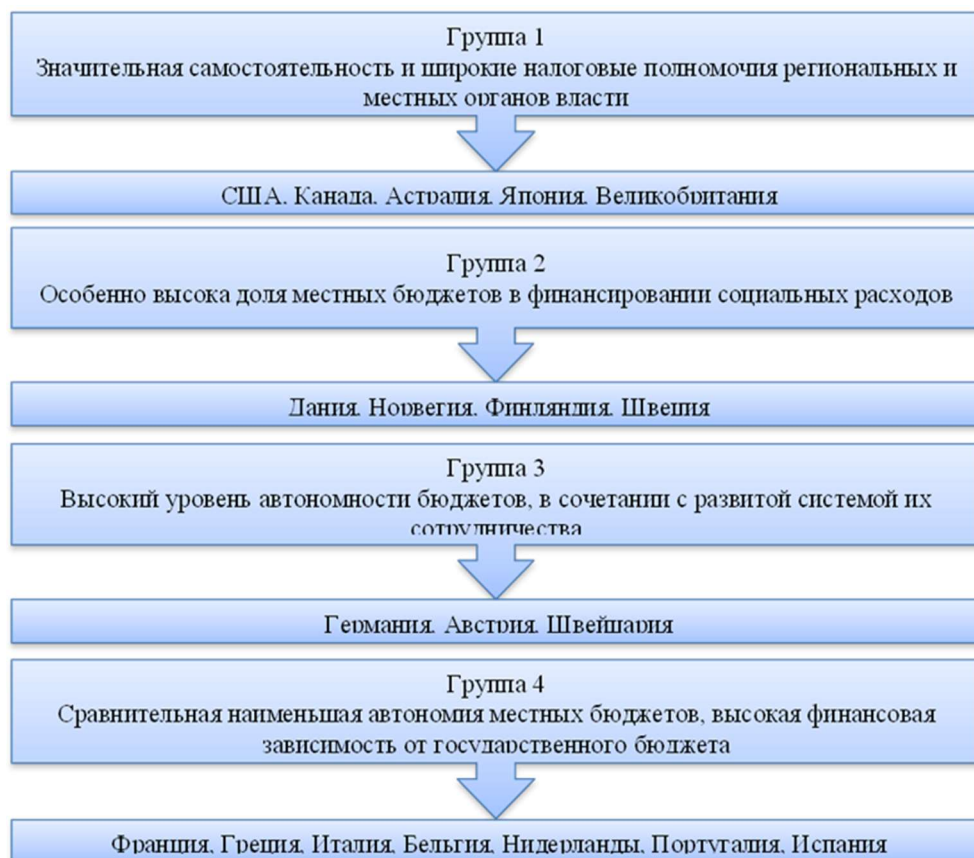 Группа 1
Значительная самостоятельность и широкие налоговые полномочия региональных и
местных органов власти
США, Канада, Астралия, Япония, Великобритания
Группа 2
Особенно высока доля местных бюджетов в финансировании социальных расходов
Дания, Норвегия, Финляндия, Швеция
Группа 3
Высокий уровень автономности бюджетов, в сочетании с развитой системой их
сотрудничества
Германия, Австрия, Швейцария
Группа 4
Сравнительная наименьшая автономия местных бюджетов, высокая финансовая
зависимость от государственного бюджета
Франция, Греция, Италия, Бельгия, Нидерланды, Португалия, Испания